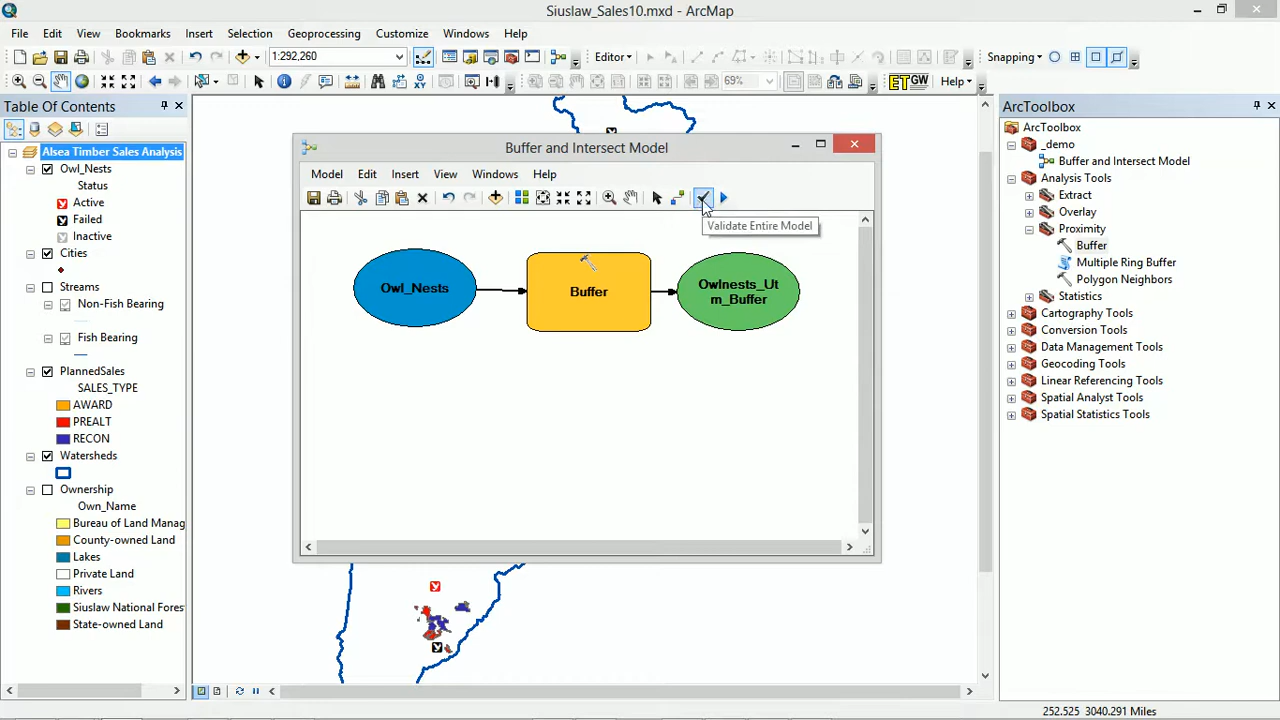 Siuslaw_Sales10.mxd - ArcMap
File Edit View Bookmarks Insert Selection Geoprocessing Customize Windows Help
1:292,260 Editor Snapping
69% ET GW Help
Table Of Contents
Alsea Timber Sales Analysis
Owl_Nests
Status
Active
Failed
Inactive
Cities
Streams
Non-Fish Bearing
Fish Bearing
PlannedSales
SALES_TYPE
AWARD
PREALT
RECON
Watersheds
Ownership
Own_Name
Bureau of Land Manag
County-owned Land
Lakes
Private Land
Rivers
Siuslaw National Fores
State-owned Land
Buffer and Intersect Model
Model Edit Insert View Windows Help
Validate Entire Model
Owl_Nests
Buffer
Owlnests_Ut
m_Buffer
ArcToolbox
ArcToolbox
_demo
Buffer and Intersect Model
Analysis Tools
Extract
Overlay
Proximity
Buffer
Multiple Ring Buffer
Polygon Neighbors
Statistics
Cartography Tools
Conversion Tools
Data Management Tools
Geocoding Tools
Linear Referencing Tools
Spatial Analyst Tools
Spatial Statistics Tools
252.525 3040.291 Miles